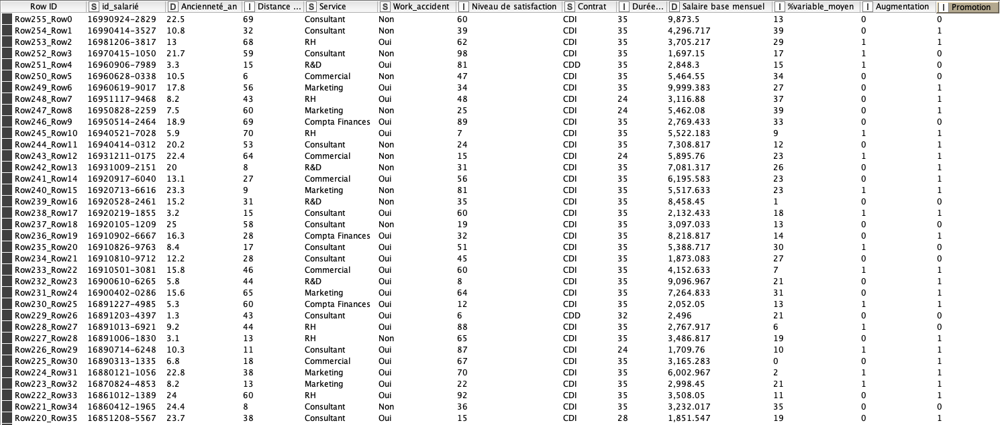 Row ID S id_salarié D Ancienneté_an I Distance ... S Service S Work_accident I Niveau de satisfaction S Contrat I Durée... D Salaire base mensuel I %variable_moyen I Augmentation I Promotion
Row255_Row0 16990924-2829 22.5 69 Consultant Non 60 CDI 35 9,873.5 13 0 0
Row254_Row1 16990414-3527 10.8 32 Consultant Non 39 CDI 35 4,296.717 39 0 1
Row253_Row2 16981206-3817 13 68 RH Oui 62 CDI 35 3,705.217 29 1 1
Row252_Row3 16970415-1050 21.7 59 Consultant Non 98 CDI 35 1,697.15 17 1 0
Row251_Row4 16960906-7989 3.3 15 R&D Oui 81 CDD 35 2,848.3 15 1 0
Row250_Row5 16960628-0338 10.5 6 Commercial Non 47 CDI 35 5,464.55 34 0 0
Row249_Row6 16960619-9017 17.8 56 Marketing Oui 34 CDI 35 9,999.383 27 0 1
Row248_Row7 16951117-9468 8.2 43 RH Oui 48 CDI 24 3,116.88 37 0 1
Row247_Row8 16950828-2259 7.5 60 Marketing Non 25 CDI 24 5,462.08 39 0 1
Row246_Row9 16950514-2464 18.9 69 Compta Finances Oui 89 CDI 35 2,769.433 33 0 0
Row245_Row10 16940521-7028 5.9 70 RH Oui 7 CDI 35 5,522.183 9 1 1
Row244_Row11 16940414-0312 20.2 53 Consultant Non 24 CDI 35 7,308.817 12 0 1
Row243_Row12 16931211-0175 22.4 64 Commercial Non 15 CDI 24 5,895.76 23 1 1
Row242_Row13 16931009-2151 20 8 R&D Non 31 CDI 35 7,081.317 26 0 1
Row241_Row14 16920917-6040 13.1 27 Commercial Oui 56 CDI 35 6,195.583 23 0 1
Row240_Row15 16920713-6616 23.3 9 Marketing Non 81 CDI 35 5,517.633 23 1 1
Row239_Row16 16920528-2461 15.2 31 R&D Non 35 CDI 35 8,458.45 1 0 0
Row238_Row17 16920219-1855 3.2 15 Consultant Oui 60 CDI 35 2,132.433 18 1 1
Row237_Row18 16920105-1209 25 58 Consultant Non 19 CDI 35 3,097.033 13 0 0
Row236_Row19 16910902-6667 16.3 28 Compta Finances Oui 32 CDI 35 8,218.817 14 0 1
Row235_Row20 16910826-9763 8.4 17 Consultant Oui 51 CDI 35 5,388.717 30 1 0
Row234_Row21 16910810-9712 12.2 28 Consultant Oui 45 CDI 35 1,873.083 27 0 0
Row233_Row22 16910501-3081 15.8 46 Commercial Oui 60 CDI 35 4,152.633 7 1 1
Row232_Row23 16900610-6265 5.8 44 R&D Oui 8 CDI 35 9,096.967 21 0 1
Row231_Row24 16900402-0286 15.6 65 Marketing Oui 64 CDI 35 7,264.833 31 0 1
Row230_Row25 16891227-4985 5.3 60 Compta Finances Oui 12 CDI 35 2,052.05 13 1 1
Row229_Row26 16891203-4397 1.3 43 Consultant Oui 6 CDD 32 2,496 21 0 0
Row228_Row27 16891013-6921 9.2 44 RH Oui 88 CDI 35 2,767.917 6 1 0
Row227_Row28 16891006-1830 3.1 13 RH Non 65 CDI 35 3,486.817 19 0 1
Row226_Row29 16890714-6248 10.3 11 Consultant Oui 87 CDI 24 1,709.76 10 1 1
Row225_Row30 16890313-1335 6.8 18 Commercial Oui 67 CDI 35 3,165.283 0 0 1
Row224_Row31 16880121-1056 22.8 38 Marketing Oui 70 CDI 35 6,002.967 2 1 1
Row223_Row32 16870824-4853 8.2 13 Marketing Oui 22 CDI 35 2,998.45 21 1 1
Row222_Row33 16861012-1389 24 60 RH Oui 92 CDI 35 3,508.05 11 0 1
Row221_Row34 16860412-1965 24.4 8 Consultant Non 36 CDI 35 3,232.017 35 0 0
Row220_Row35 16851208-5567 23.7 38 Consultant Oui 15 CDI 28 1,851.547 19 0 1